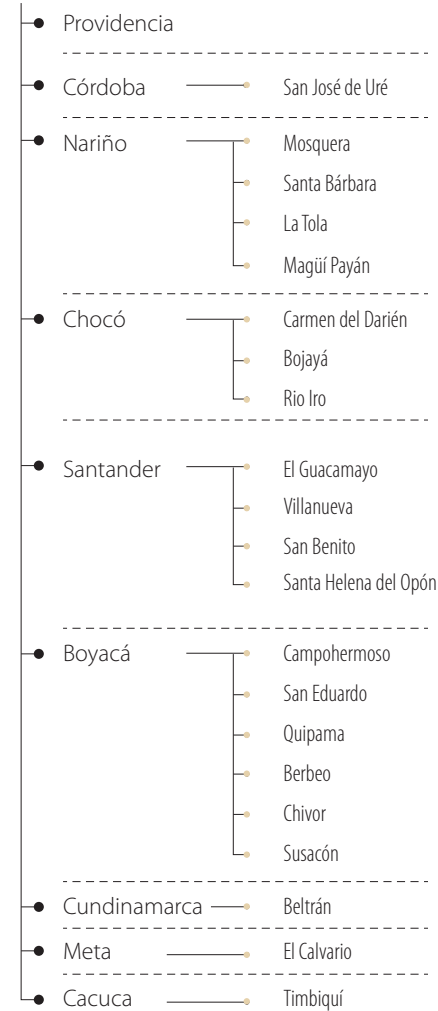 Providencia
Córdoba San José de Uré
Nariño Mosquera
Santa Bárbara
La Tola
Magüí Payán
Chocó Carmen del Darién
Bojayá
Rio Iro
Santander El Guacamayo
Villanueva
San Benito
Santa Helena del Opón
Boyacá Campohermoso
San Eduardo
Quipama
Berbeo
Chivor
Susacón
Cundinamarca Beltrán
Meta El Calvario
Cacuca Timbiquí